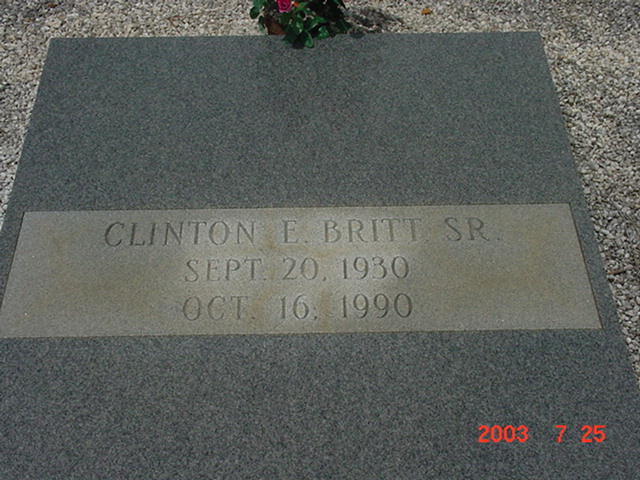 CLINTON E. BRITT SR.
SEPT. 20, 1930
OCT. 16, 1990
2003 7 25